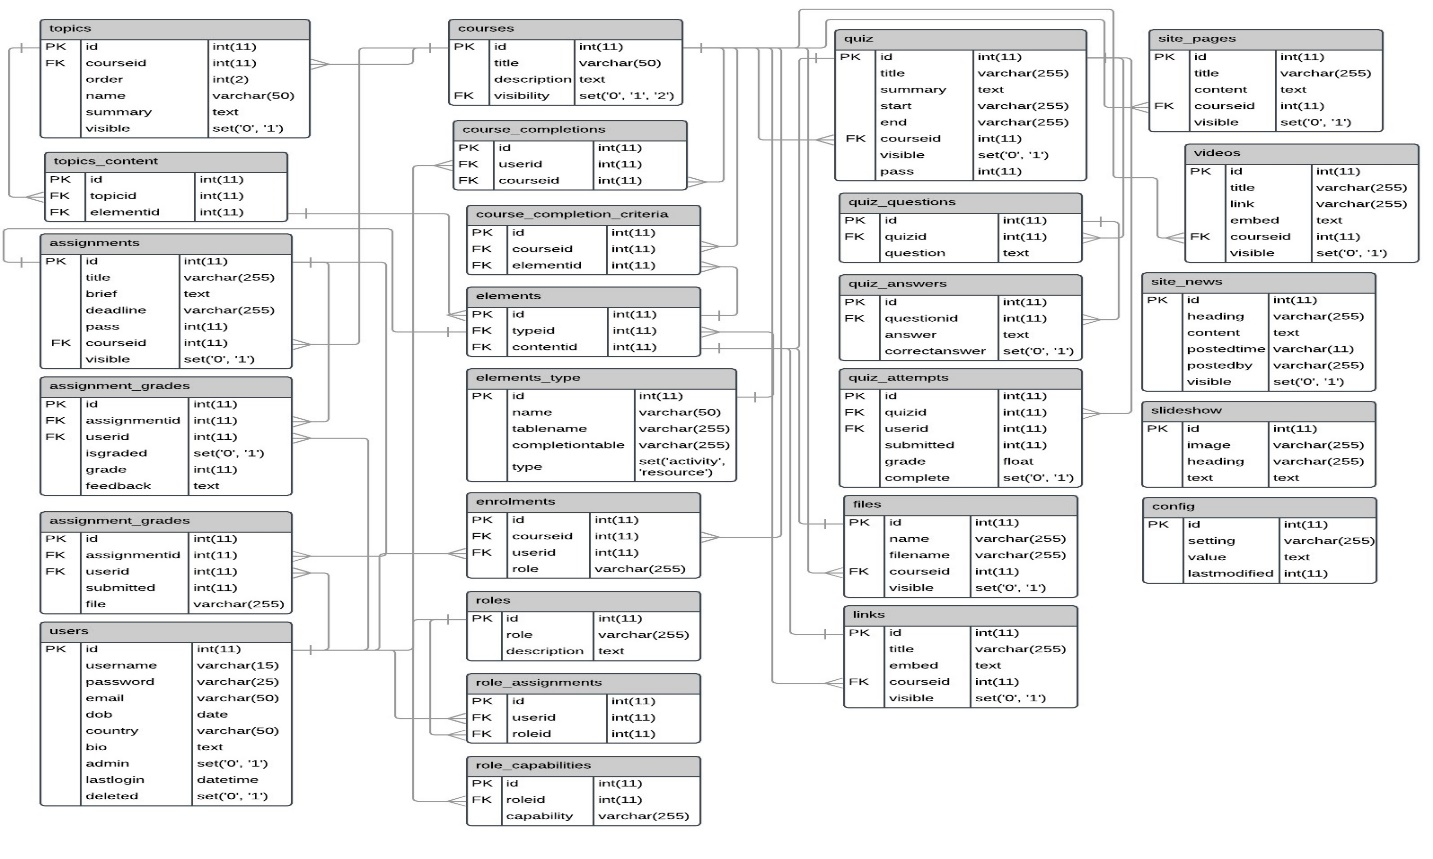 topics
PK id int(11)
FK courseid int(11)
order int(2)
name varchar(50)
summary text
visible set('0', '1')
topics_content
PK id int(11)
FK topicid int(11)
FK elementid int(11)
assignments
PK id int(11)
title varchar(255)
brief text
deadline varchar(255)
pass int(11)
FK courseid int(11)
visible set('0', '1')
assignment_grades
PK id int(11)
FK assignmentid int(11)
FK userid int(11)
isgraded set('0', '1')
grade int(11)
feedback text
assignment_grades
PK id int(11)
FK assignmentid int(11)
FK userid int(11)
submitted int(11)
file varchar(255)
users
PK id int(11)
username varchar(15)
password varchar(25)
email varchar(50)
dob date
country varchar(50)
bio text
admin set('0', '1')
lastlogin datetime
deleted set('0', '1')
courses
PK id int(11)
title varchar(50)
description text
FK visibility set('0', '1', '2')
course_completions
PK id int(11)
FK userid int(11)
FK courseid int(11)
course_completion_criteria
PK id int(11)
FK courseid int(11)
FK elementid int(11)
elements
PK id int(11)
FK typeid int(11)
FK contentid int(11)
elements_type
PK id int(11)
name varchar(50)
tablename varchar(255)
completiontable varchar(255)
type set('activity', 'resource')
enrolments
PK id int(11)
FK courseid int(11)
FK userid int(11)
role varchar(255)
roles
PK id int(11)
role varchar(255)
description text
role_assignments
PK id int(11)
FK userid int(11)
FK roleid int(11)
role_capabilities
PK id int(11)
FK roleid int(11)
capability varchar(255)
quiz
PK id int(11)
title varchar(255)
summary text
start varchar(255)
end varchar(255)
FK courseid int(11)
visible set('0', '1')
pass int(11)
quiz_questions
PK id int(11)
FK quizid int(11)
question text
quiz_answers
PK id int(11)
FK questionid int(11)
answer text
correctanswer set('0', '1')
quiz_attempts
PK id int(11)
FK quizid int(11)
FK userid int(11)
submitted int(11)
grade float
complete set('0', '1')
files
PK id int(11)
name varchar(255)
filename varchar(255)
FK courseid int(11)
visible set('0', '1')
links
PK id int(11)
title varchar(255)
embed text
FK courseid int(11)
visible set('0', '1')
site_pages
PK id int(11)
title varchar(255)
content text
FK courseid int(11)
visible set('0', '1')
videos
PK id int(11)
title varchar(255)
link varchar(255)
embed text
FK courseid int(11)
visible set('0', '1')
site_news
PK id int(11)
heading varchar(255)
content text
postedtime varchar(11)
postedby varchar(255)
visible set('0', '1')
slideshow
PK id int(11)
image varchar(255)
heading varchar(255)
text text
config
PK id int(11)
setting varchar(255)
value text
lastmodified int(11)